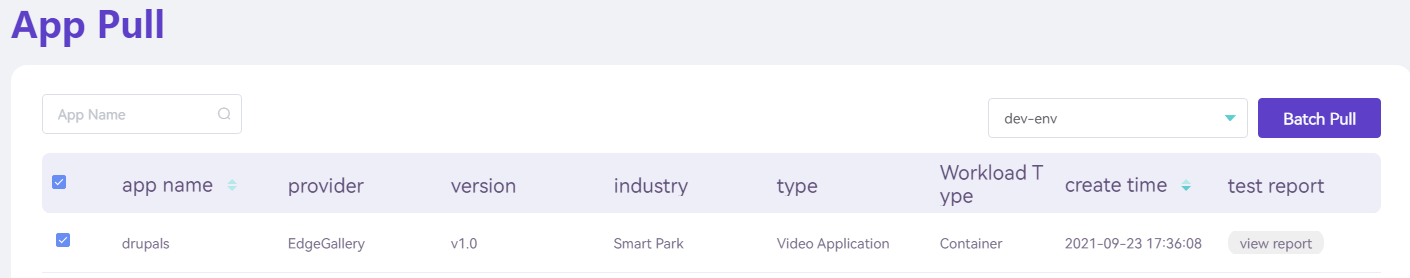 App Pull
App Name
dev-env
Batch Pull
app name provider version industry type Workload T
ype create time test report
drupals EdgeGallery v1.0 Smart Park Video Application Container 2021-09-23 17:36:08 view report